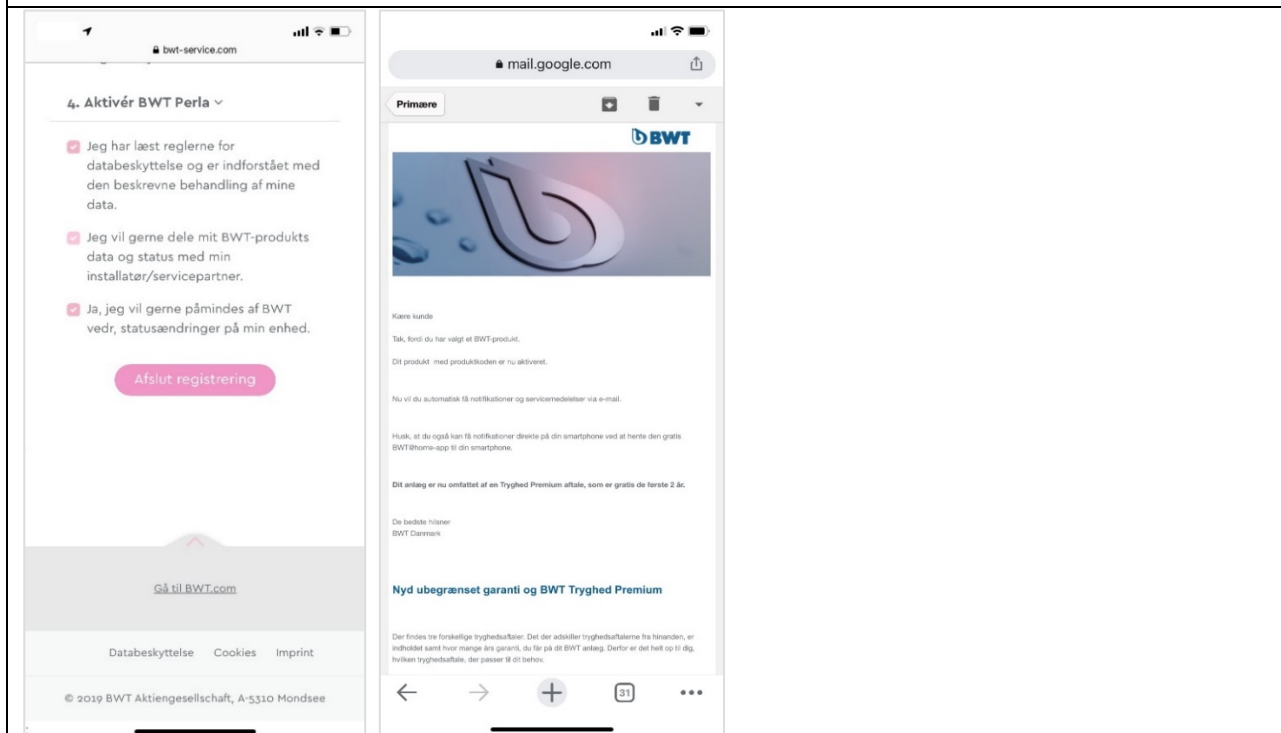 bwt-service.com
4. Aktivér BWT Perla
Jeg har læst reglerne for
databeskyttelse og er indforstået med
den beskrevne behandling af mine
data.
Jeg vil gerne dele mit BWT-produkts
data og status med min
installatør/servicepartner.
Ja, jeg vil gerne påmindes af BWT
vedr, statusændringer på min enhed.
Afslut registrering
Gå til BWT.com
Databeskyttelse Cookies Imprint
© 2019 BWT Aktiengesellschaft, A-5310 Mondsee
mail.google.com
Primære
BWT
Kære kunde
Tak, fordi du har valgt et BWT-produkt.
Dit produkt med produktkoden er nu aktiveret.
Nu vil du automatisk få notifikationer og servicemedelelser via e-mail.
Husk, at du også kan få notifikationer direkte på din smartphone ved at hente den gratis
BWT@home-app til din smartphone.
Dit anlæg er nu omfattet af en Tryghed Premium aftale, som er gratis de første 2 år.
De bedste hilsner
BWT Danmark
Nyd ubegrænset garanti og BWT Tryghed Premium
Der findes tre forskellige tryghedsaftaler. Det der adskiller tryghedsaftalerne fra hinanden, er
indholdet samt hvor mange års garanti, du får på dit BWT anlæg. Derfor er det helt op til dig,
hvilken tryghedsaftale, der passer til dit behov.
31